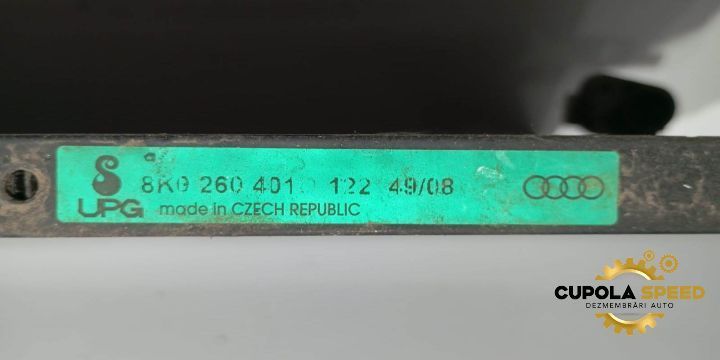 8K0 260 401 122 49/08
UPG made in CZECH REPUBLIC
CUPOLA SPEED
DEZMEMBRĂRI AUTO